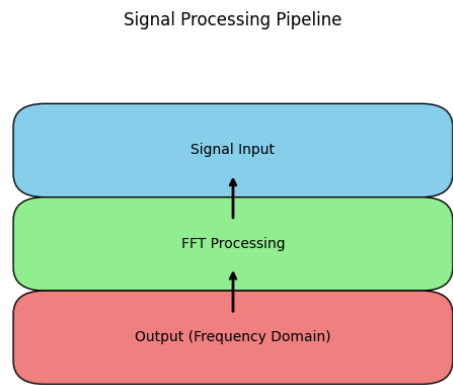 Signal Processing Pipeline
Signal Input
FFT Processing
Output (Frequency Domain)